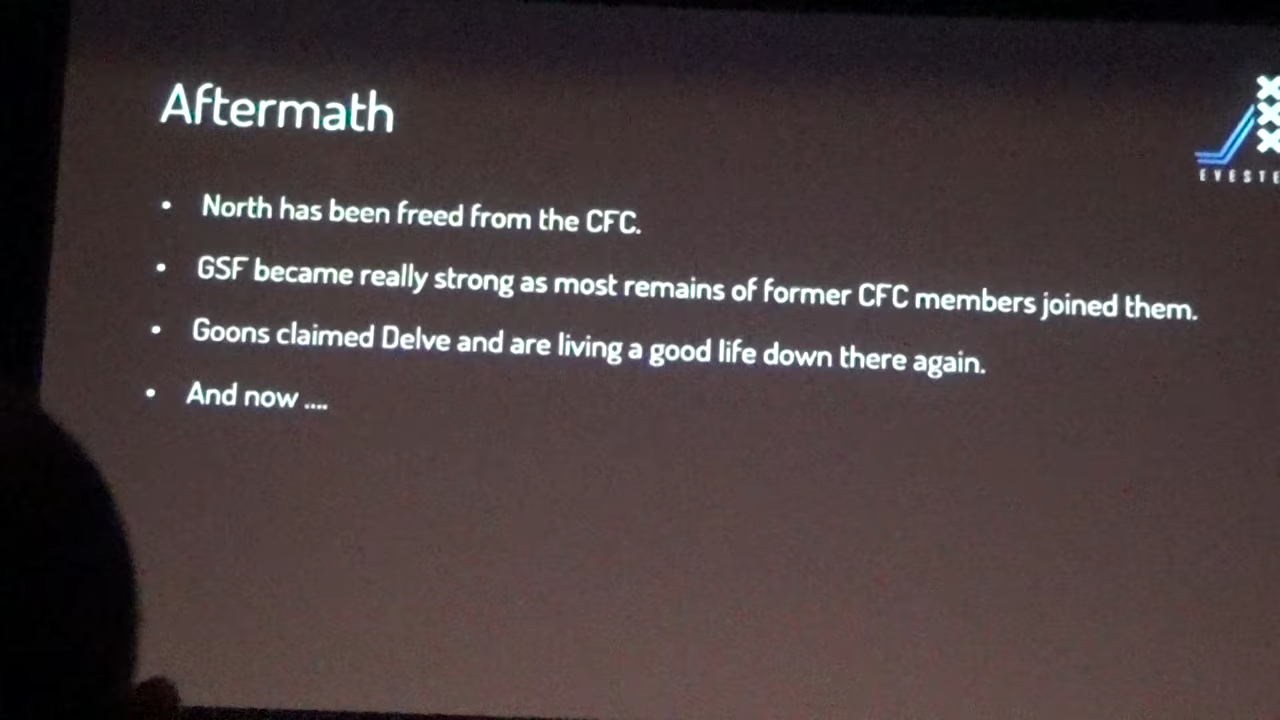 Aftermath
• North has been freed from the CFC.
• GSF became really strong as most remains of former CFC members joined them.
• Goons claimed Delve and are living a good life down there again.
• And now ....
EVESTE